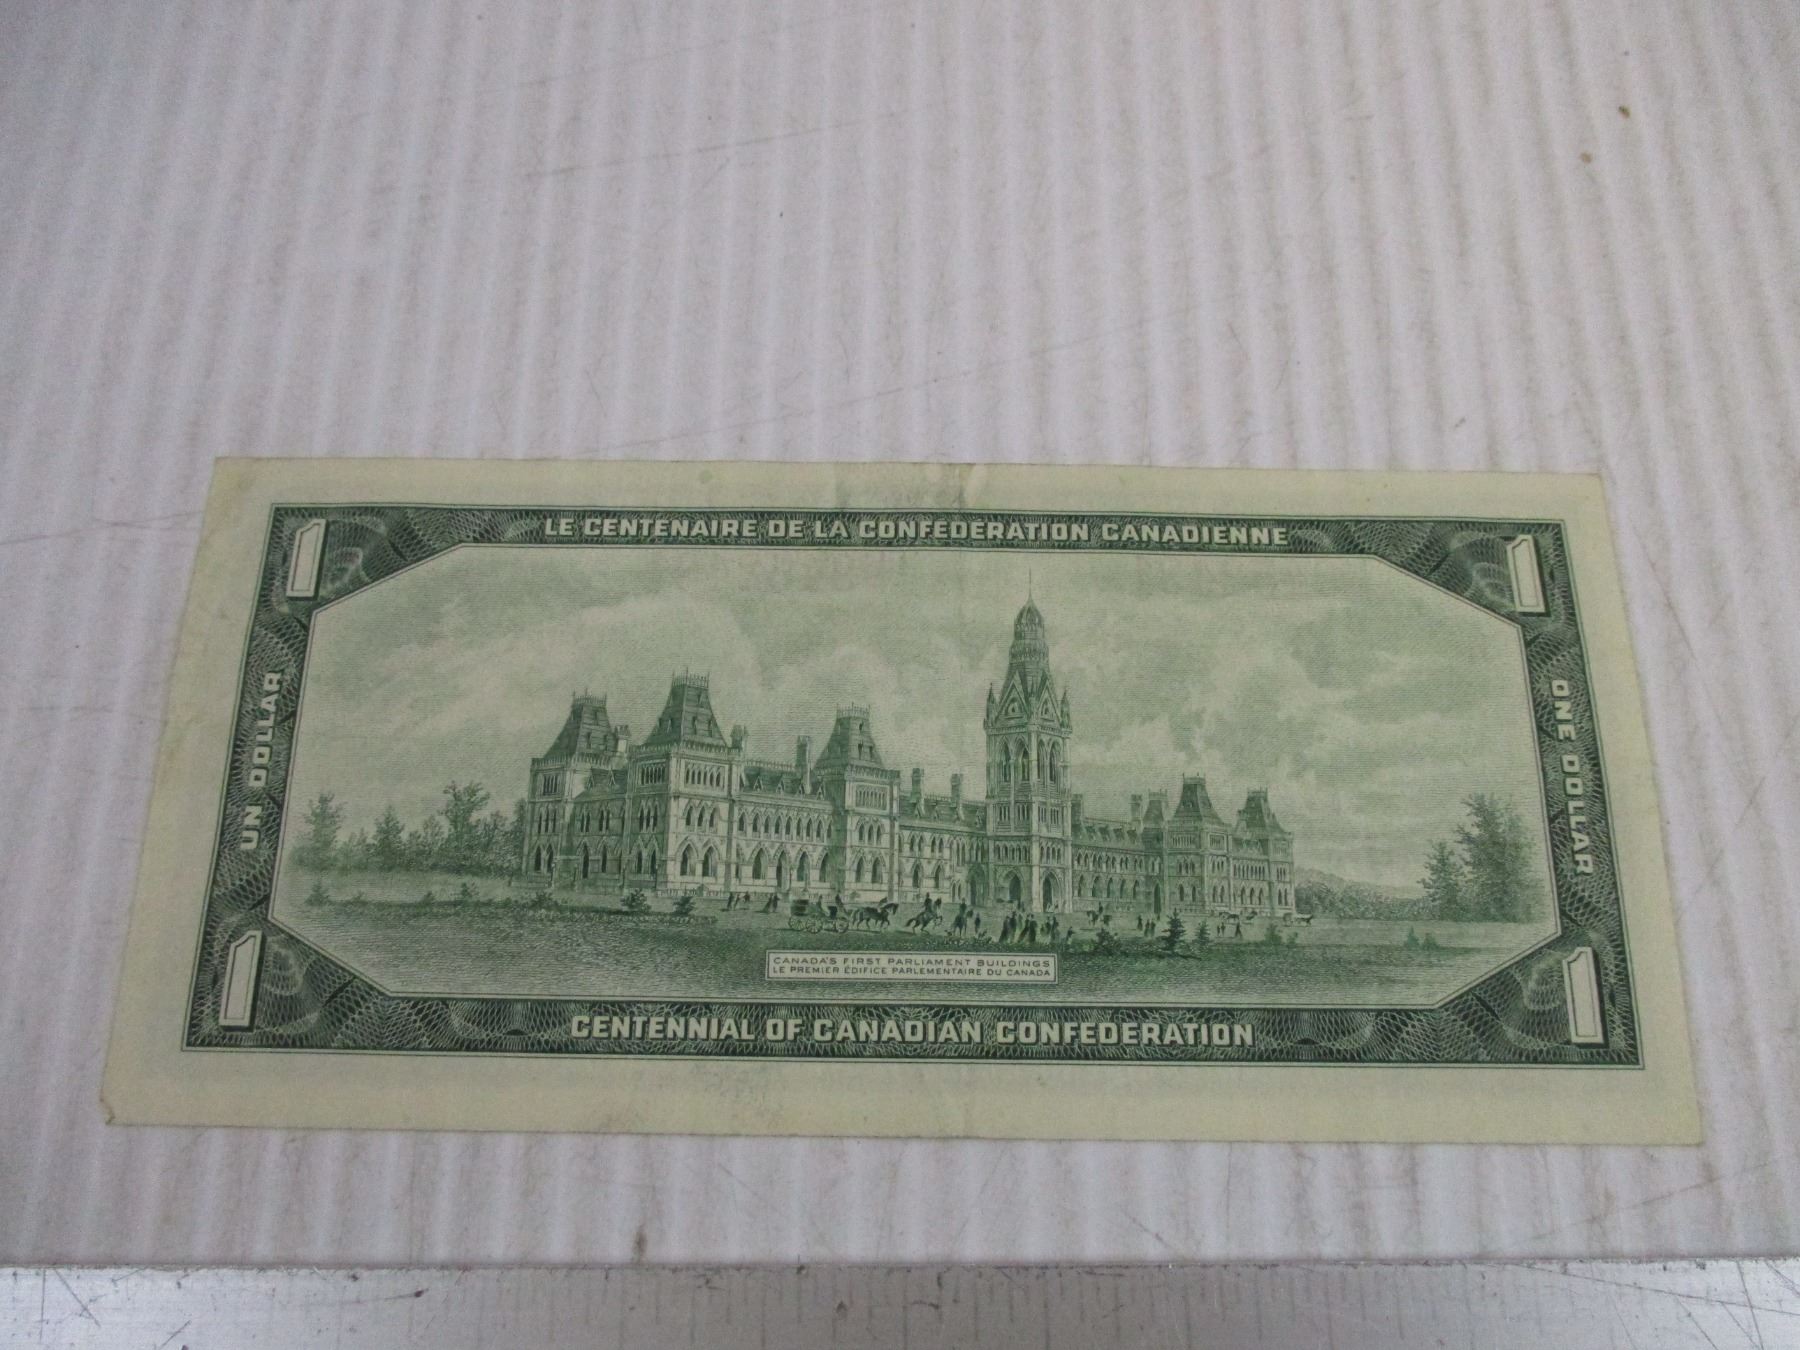 1
LE CENTENAIRE DE LA CONFEDERATION CANADIENNE
1
UN DOLLAR
ONE DOLLAR
CANADA'S FIRST PARLIAMENT BUILDINGS
LE PREMIER ÉDIFICE PARLEMENTAIRE DU CANADA
1
CENTENNIAL OF CANADIAN CONFEDERATION
1